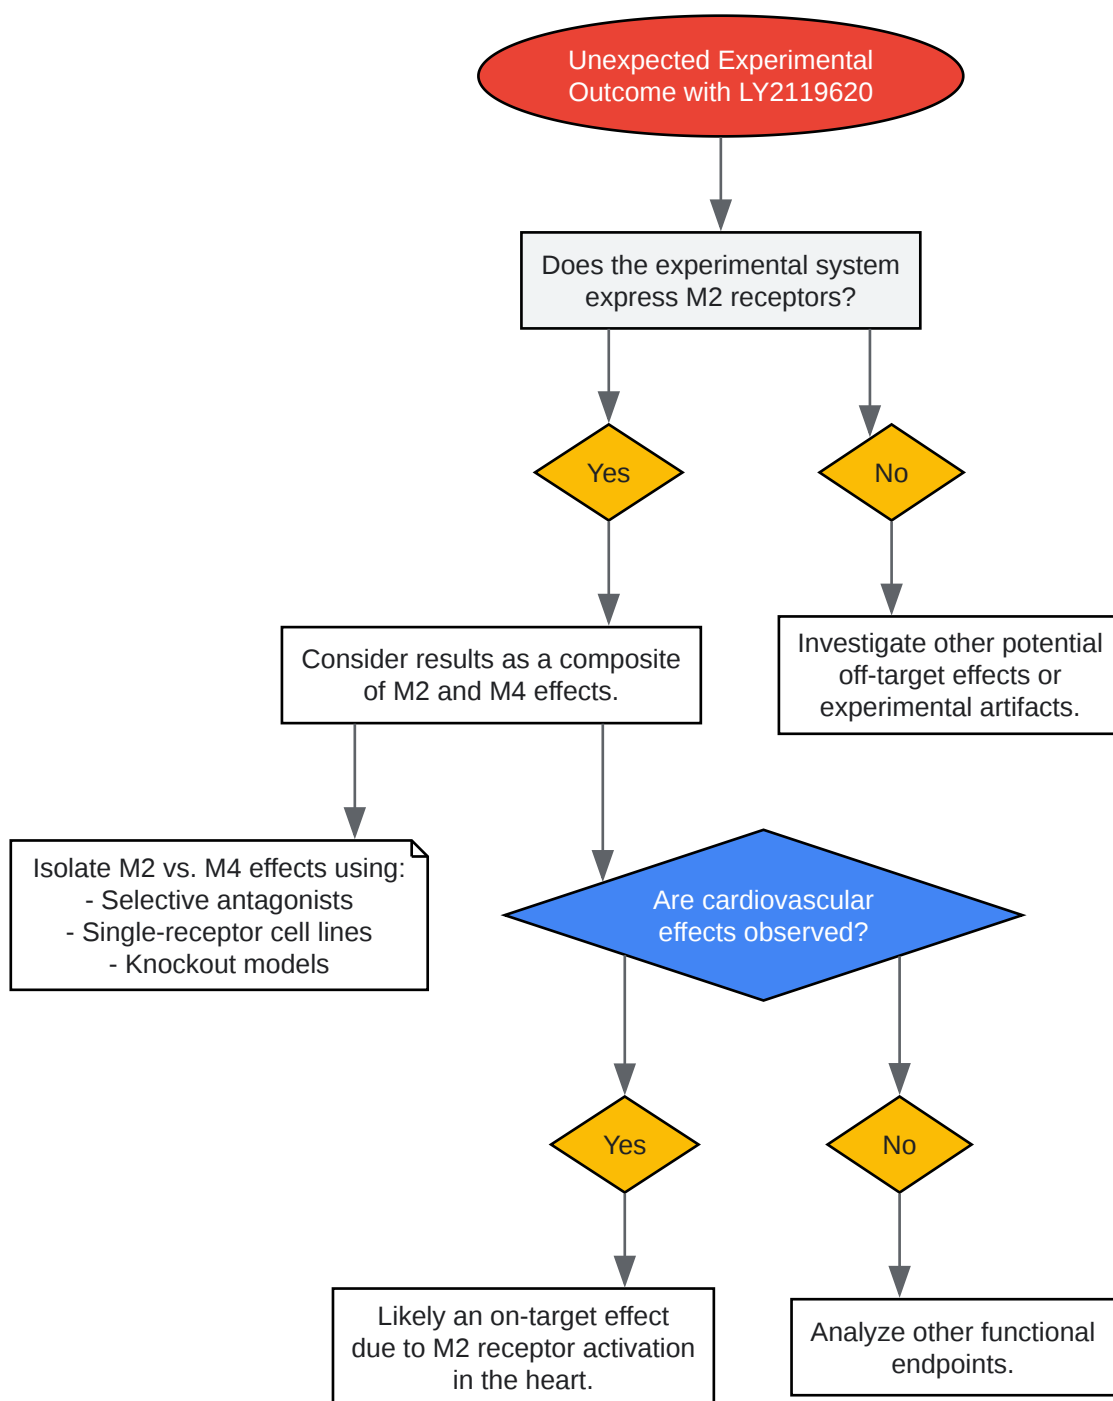 Unexpected Experimental
Outcome with LY2119620
Does the experimental system
express M2 receptors?
Yes
No
Consider results as a composite
of M2 and M4 effects.
Investigate other potential
off-target effects or
experimental artifacts.
Isolate M2 vs. M4 effects using:
- Selective antagonists
- Single-receptor cell lines
- Knockout models
Are cardiovascular
effects observed?
Yes
No
Likely an on-target effect
due to M2 receptor activation
in the heart.
Analyze other functional
endpoints.